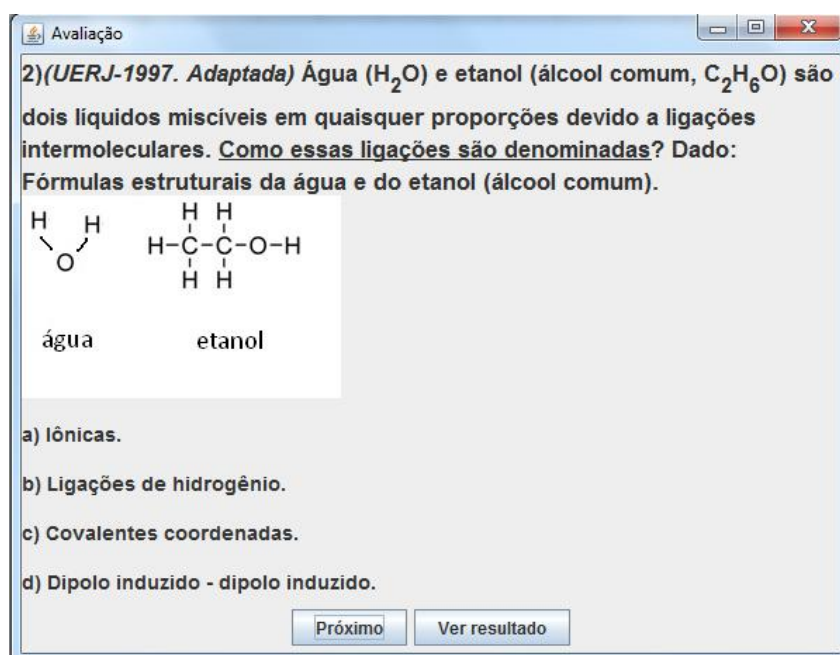 Avaliação
2)(UERJ-1997. Adaptada) Água (H₂O) e etanol (álcool comum, C₂H₆O) são
dois líquidos miscíveis em quaisquer proporções devido a ligações
intermoleculares. Como essas ligações são denominadas? Dado:
Fórmulas estruturais da água e do etanol (álcool comum).
H H
O
H H
H-C-C-O-H
H H
água etanol
a) Iônicas.
b) Ligações de hidrogênio.
c) Covalentes coordenadas.
d) Dipolo induzido - dipolo induzido.
Próximo Ver resultado